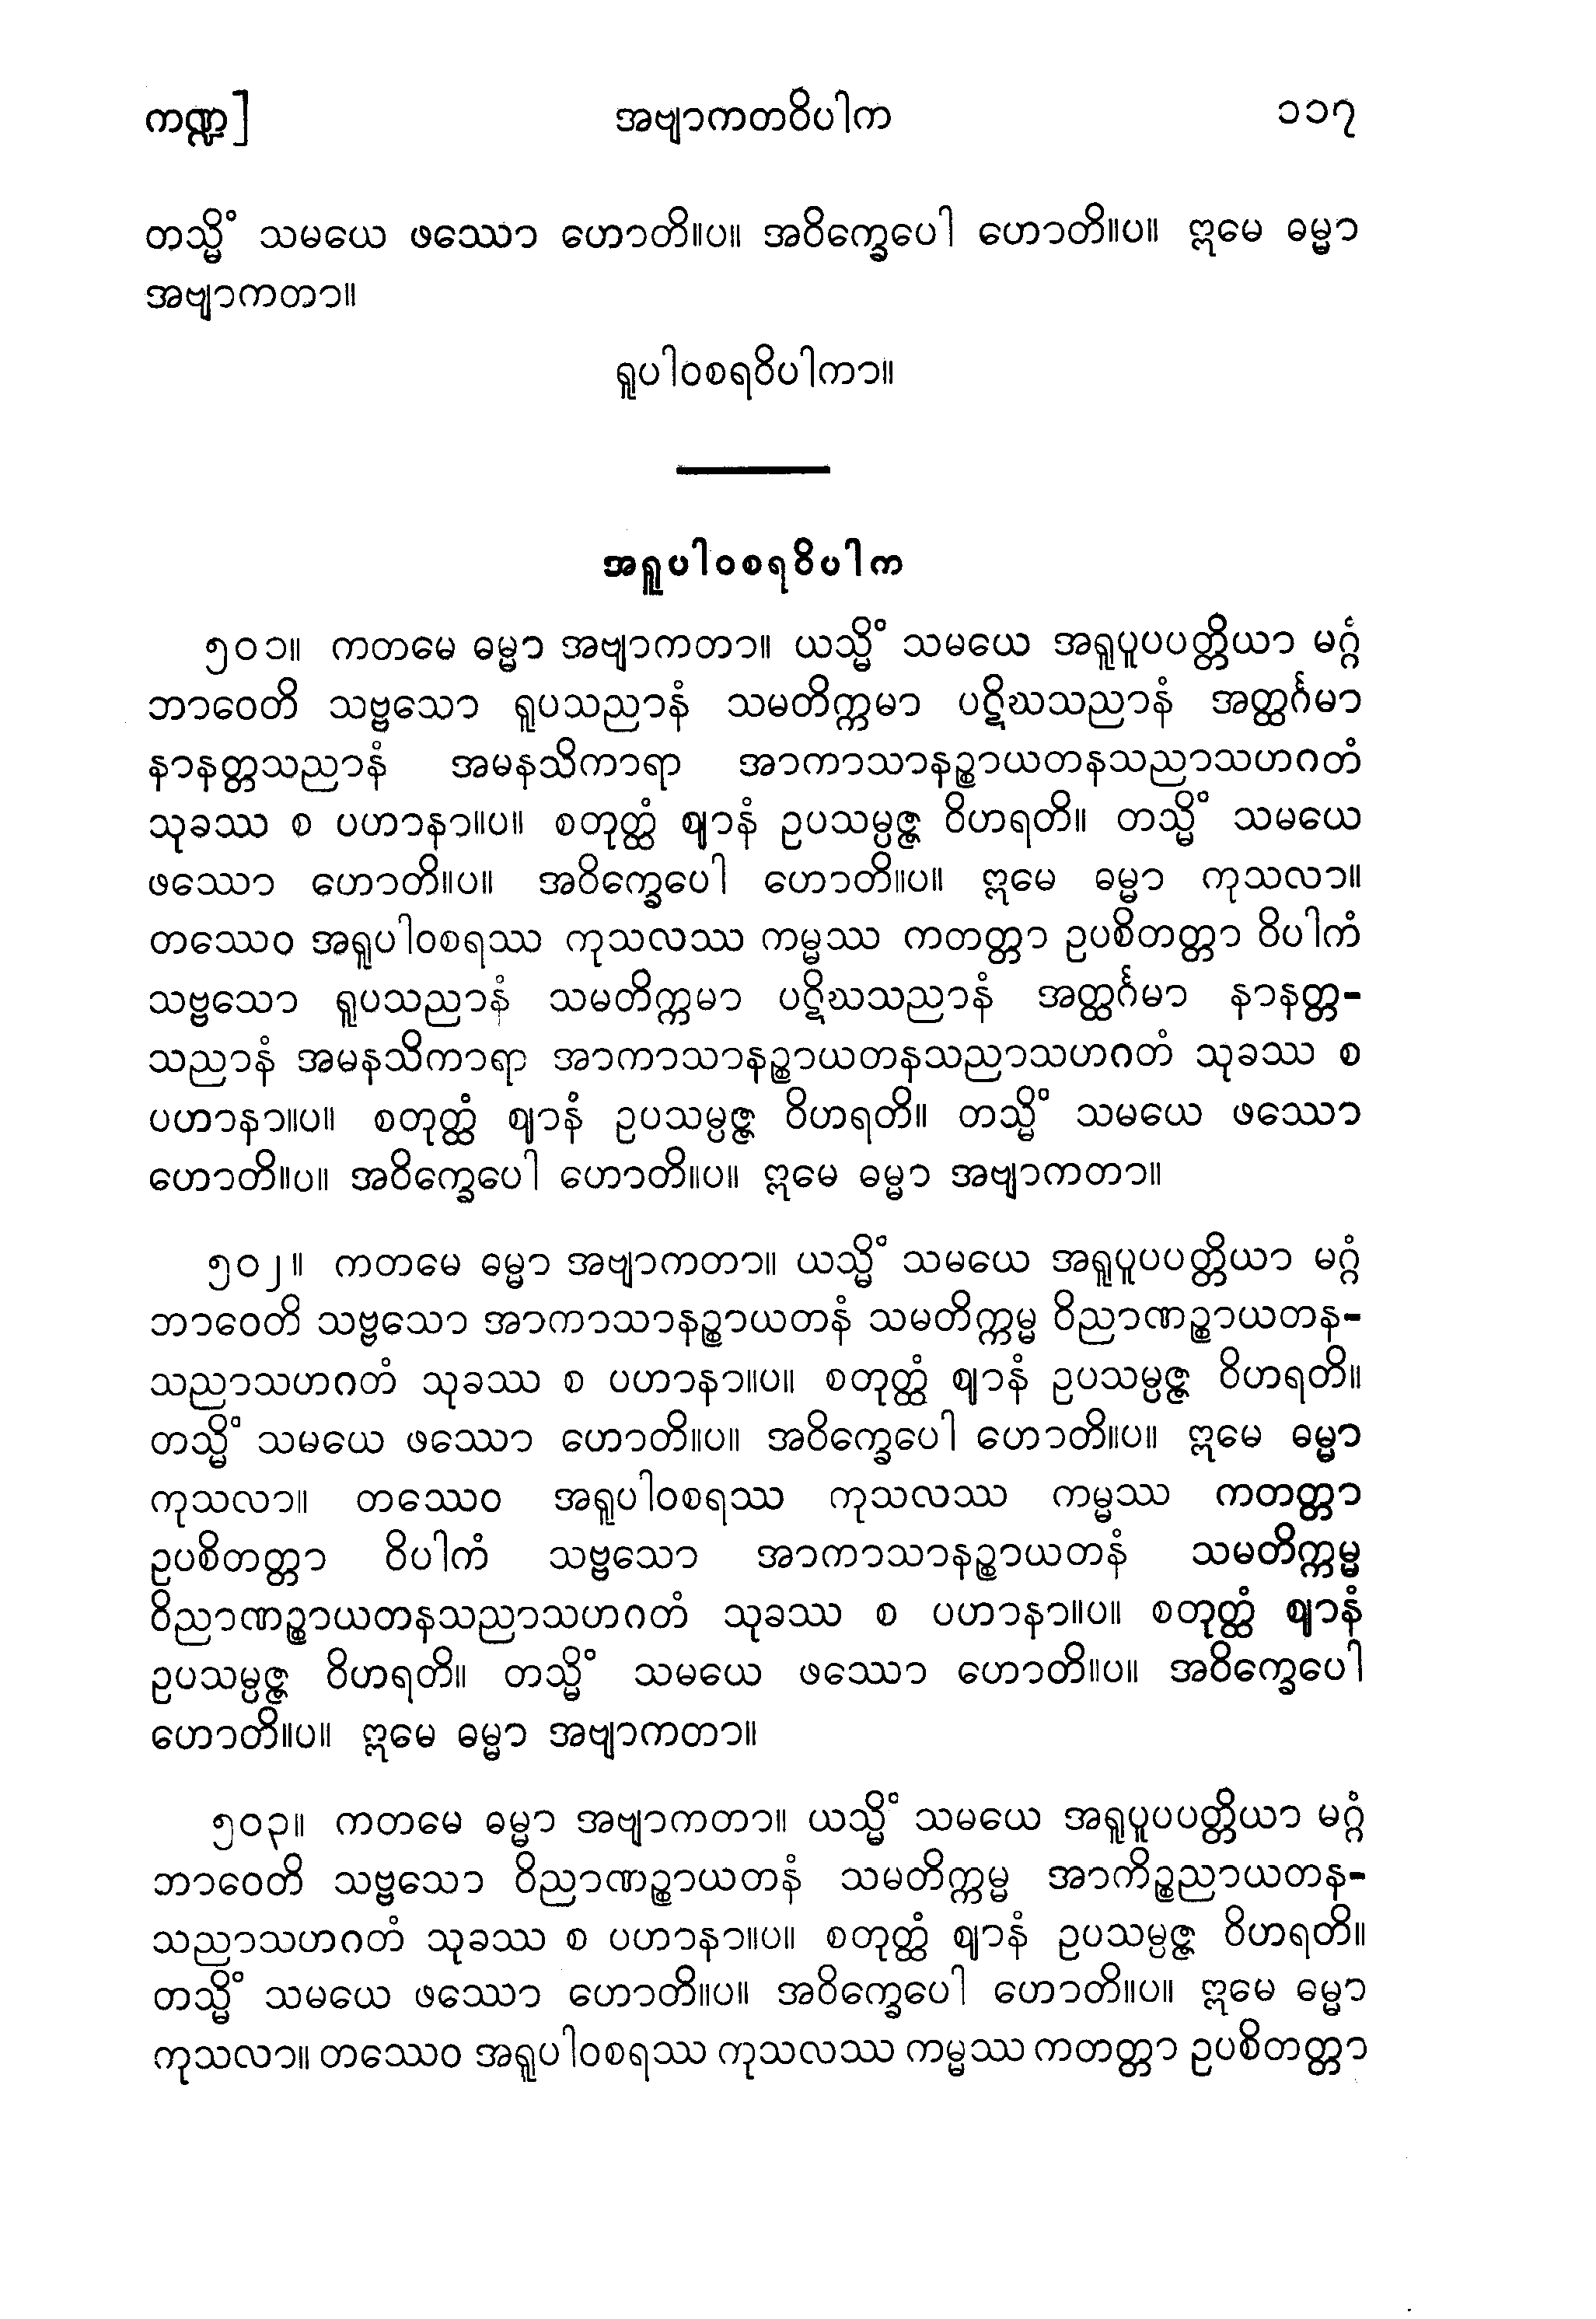 ကဏ္ဍ] အဗျာကတဝိပါက ၁၁၇
တသ္မိံ သမယေ ဖဿော ဟောတိ။ပ။ အဝိက္ခေပေါ ဟောတိ။ပ။ ဣမေ ဓမ္မာ
အဗျာကတာ။
ရူပါဝစရဝိပါကာ။
အရူပါဝစရဝိပါက
၅၀၁။ ကတမေ ဓမ္မာ အဗျာကတာ။ ယသ္မိံ သမယေ အရူပူပပတ္တိယာ မဂ္ဂံ
ဘာဝေတိ သဗ္ဗသော ရူပသညာနံ သမတိက္ကမာ ပဋိဃသညာနံ အတ္ထင်္ဂမာ
နာနတ္တသညာနံ အမနသိကာရာ အာကာသာနဉ္စာယတနသညာသဟဂတံ
သုခဿ စ ပဟာနာ။ပ။ စတုတ္ထံ ဈာနံ ဥပသမ္ပဇ္ဇ ဝိဟရတိ။ တသ္မိံ သမယေ
ဖဿော ဟောတိ။ပ။ အဝိက္ခေပေါ ဟောတိ။ပ။ ဣမေ ဓမ္မာ ကုသလာ။
တဿေဝ အရူပါဝစရဿ ကုသလဿ ကမ္မဿ ကတတ္တာ ဥပစိတတ္တာ ဝိပါကံ
သဗ္ဗသော ရူပသညာနံ သမတိက္ကမာ ပဋိဃသညာနံ အတ္ထင်္ဂမာ နာနတ္တ-
သညာနံ အမနသိကာရာ အာကာသာနဉ္စာယတနသညာသဟဂတံ သုခဿ စ
ပဟာနာ။ပ။ စတုတ္ထံ ဈာနံ ဥပသမ္ပဇ္ဇ ဝိဟရတိ။ တသ္မိံ သမယေ ဖဿော
ဟောတိ။ပ။ အဝိက္ခေပေါ ဟောတိ။ပ။ ဣမေ ဓမ္မာ အဗျာကတာ။
၅၀၂။ ကတမေ ဓမ္မာ အဗျာကတာ။ ယသ္မိံ သမယေ အရူပူပပတ္တိယာ မဂ္ဂံ
ဘာဝေတိ သဗ္ဗသော အာကာသာနဉ္စာယတနံ သမတိက္ကမ္မ ဝိညာဏဉ္စာယတန-
သညာသဟဂတံ သုခဿ စ ပဟာနာ။ပ။ စတုတ္ထံ ဈာနံ ဥပသမ္ပဇ္ဇ ဝိဟရတိ။
တသ္မိံ သမယေ ဖဿော ဟောတိ။ပ။ အဝိက္ခေပေါ ဟောတိ။ပ။ ဣမေ ဓမ္မာ
ကုသလာ။ တဿေဝ အရူပါဝစရဿ ကုသလဿ ကမ္မဿ ကတတ္တာ
ဥပစိတတ္တာ ဝိပါကံ သဗ္ဗသော အာကာသာနဉ္စာယတနံ သမတိက္ကမ္မ
ဝိညာဏဉ္စာယတနသညာသဟဂတံ သုခဿ စ ပဟာနာ။ပ။ စတုတ္ထံ ဈာနံ
ဥပသမ္ပဇ္ဇ ဝိဟရတိ။ တသ္မိံ သမယေ ဖဿော ဟောတိ။ပ။ အဝိက္ခေပေါ
ဟောတိ။ပ။ ဣမေ ဓမ္မာ အဗျာကတာ။
၅၀၃။ ကတမေ ဓမ္မာ အဗျာကတာ။ ယသ္မိံ သမယေ အရူပူပပတ္တိယာ မဂ္ဂံ
ဘာဝေတိ သဗ္ဗသော ဝိညာဏဉ္စာယတနံ သမတိက္ကမ္မ အာကိဉ္စညာယတန-
သညာသဟဂတံ သုခဿ စ ပဟာနာ။ပ။ စတုတ္ထံ ဈာနံ ဥပသမ္ပဇ္ဇ ဝိဟရတိ။
တသ္မိံ သမယေ ဖဿော ဟောတိ။ပ။ အဝိက္ခေပေါ ဟောတိ။ပ။ ဣမေ ဓမ္မာ
ကုသလာ။ တဿေဝ အရူပါဝစရဿ ကုသလဿ ကမ္မဿ ကတတ္တာ ဥပစိတတ္တာ